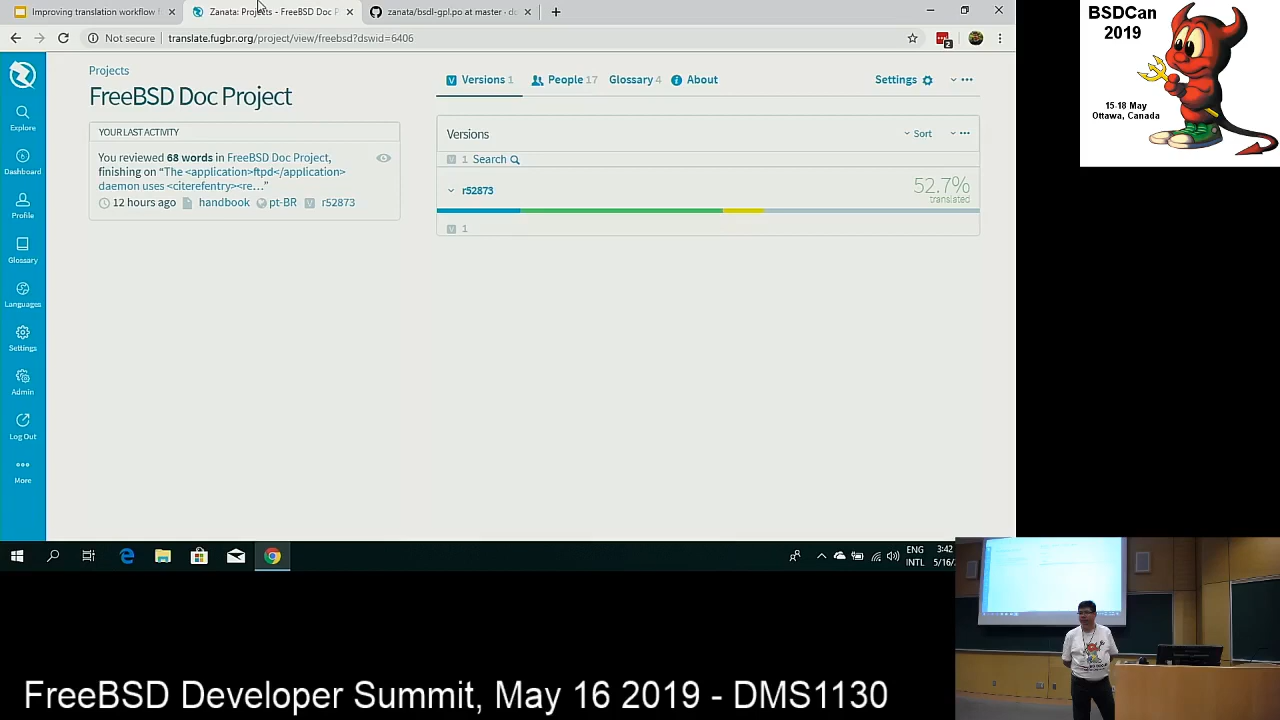 Improving translation workflow f
Zanata: Projects - FreeBSD Doc P
zanata/bsdl-gpl.po at master · d
Not secure
translate.fugbr.org/project/view/freebsd?dswid=6406
2
Projects
FreeBSD Doc Project
Versions 1
People 17
Glossary 4
About
Settings
YOUR LAST ACTIVITY
You reviewed 68 words in FreeBSD Doc Project,
finishing on “The <application>ftpd</application>
daemon uses <citerefentry><re…”
12 hours ago
handbook
pt-BR
r52873
Versions
Sort
1 Search
r52873
52.7%
translated
1
Explore
Dashboard
Profile
Glossary
Languages
Settings
Admin
Log Out
More
ENG
INTL
3:42
5/16/
BSDCan
2019
15-18 May
Ottawa, Canada
FreeBSD Developer Summit, May 16 2019 - DMS1130